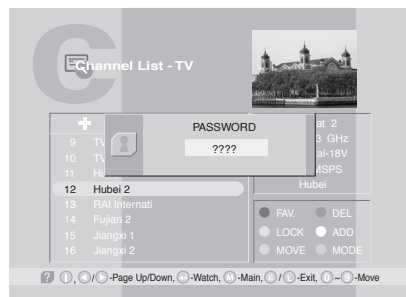 Channel List - TV
PASSWORD
????
at 2
3 GHz
al-18V
MSPS
Hubei
9 TV
10 TV
11 Hu
12 Hubei 2
13 RAI Internati
14 Fujian 2
15 Jiangxi 1
16 Jiangxi 2
FAV. DEL
LOCK ADD
MOVE MODE
? /-Page Up/Down, -Watch, M-Main, E/L-Exit, 0~9-Move